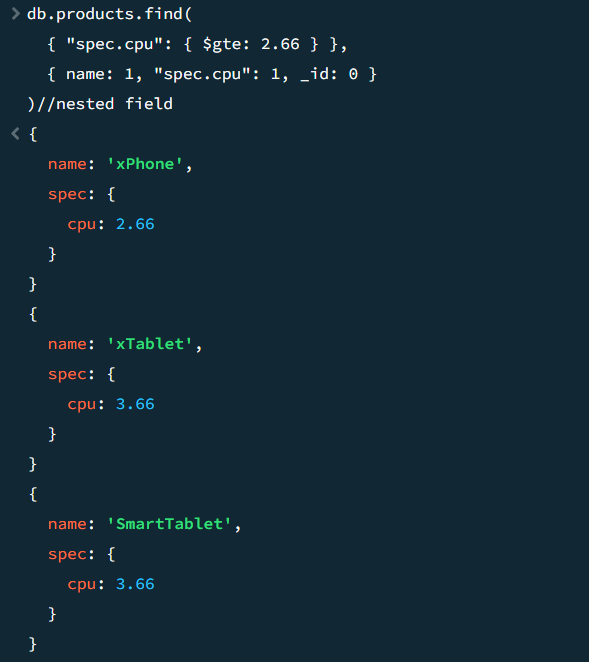 > db.products.find(
{ "spec.cpu": { $gte: 2.66 } },
{ name: 1, "spec.cpu": 1, _id: 0 }
)//nested field
< {
name: 'xPhone',
spec: {
cpu: 2.66
}
}
{
name: 'xTablet',
spec: {
cpu: 3.66
}
}
{
name: 'SmartTablet',
spec: {
cpu: 3.66
}
}